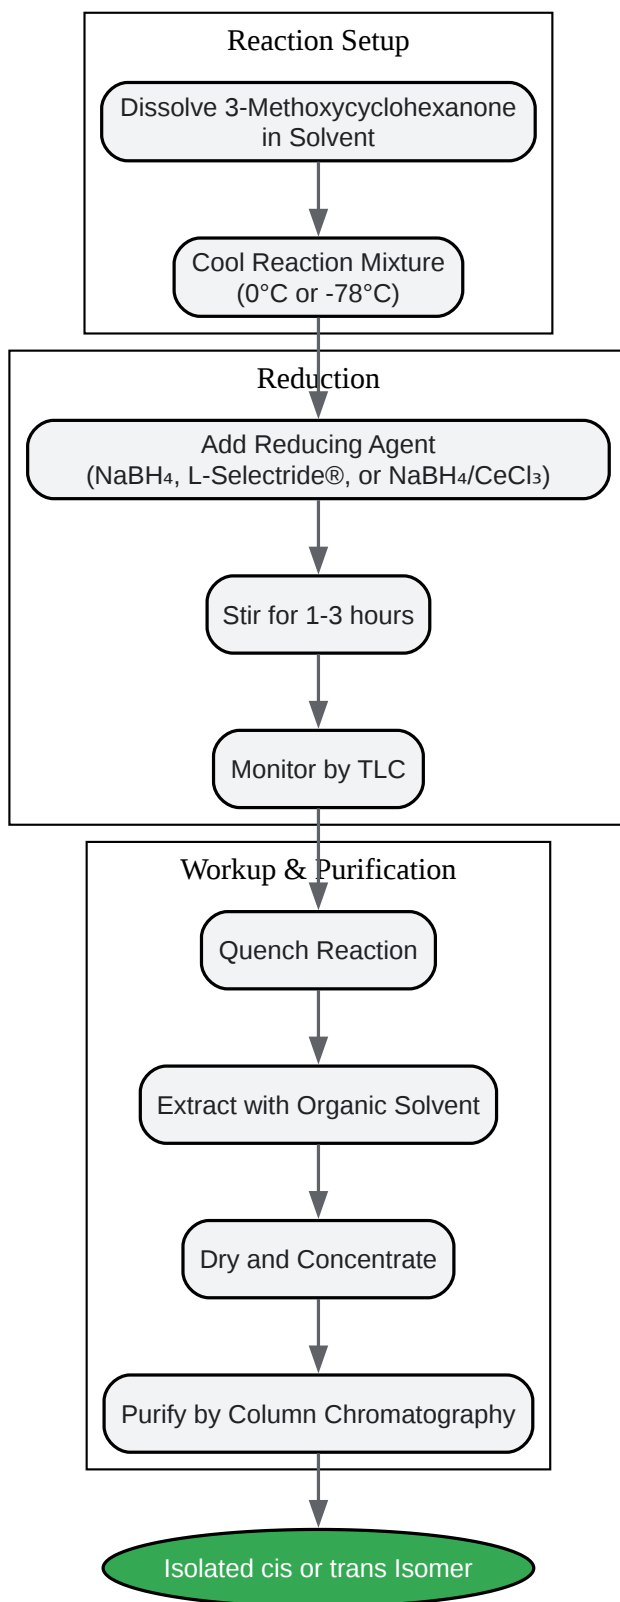 Reaction Setup
Dissolve 3-Methoxycyclohexanone
in Solvent
Cool Reaction Mixture
(0°C or -78°C)
Reduction
Add Reducing Agent
(NaBH₄, L-Selectride®, or NaBH₄/CeCl₃)
Stir for 1-3 hours
Monitor by TLC
Workup & Purification
Quench Reaction
Extract with Organic Solvent
Dry and Concentrate
Purify by Column Chromatography
Isolated cis or trans Isomer